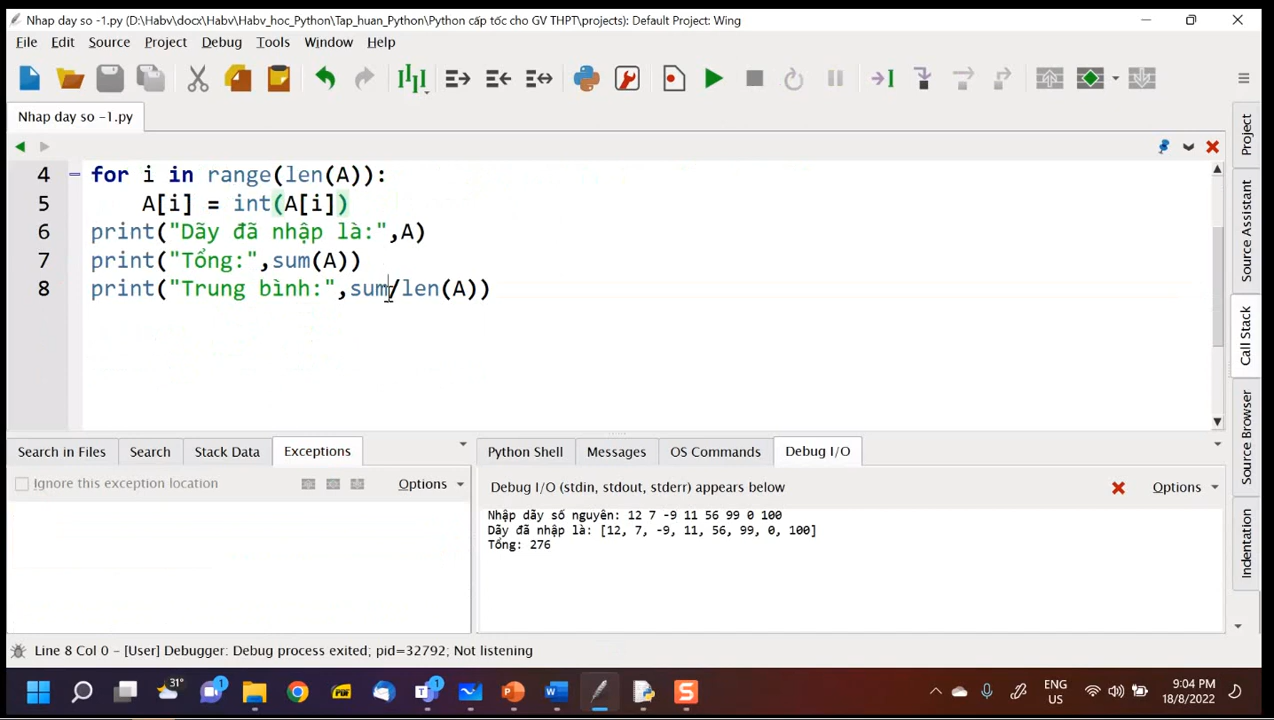 Nhap day so -1.py (D:\Habv\docx\Habv\Habv_hoc_Python\Tap_huan_Python\Python cấp tốc cho GV THPT\projects): Default Project: Wing
File Edit Source Project Debug Tools Window Help
Nhap day so -1.py
4 for i in range(len(A)):
5 A[i] = int(A[i])
6 print("Dãy đã nhập là:",A)
7 print("Tổng:",sum(A))
8 print("Trung bình:",sum/len(A))
Project
Source Assistant
Call Stack
Source Browser
Indentation
Search in Files Search Stack Data Exceptions
Ignore this exception location Options
Python Shell Messages OS Commands Debug I/O
Debug I/O (stdin, stdout, stderr) appears below Options
Nhập dãy số nguyên: 12 7 -9 11 56 99 0 100
Dãy đã nhập là: [12, 7, -9, 11, 56, 99, 0, 100]
Tổng: 276
Line 8 Col 0 – [User] Debugger: Debug process exited; pid=32792; Not listening
31°
1
PDF
1
ENG
US
9:04 PM
18/8/2022